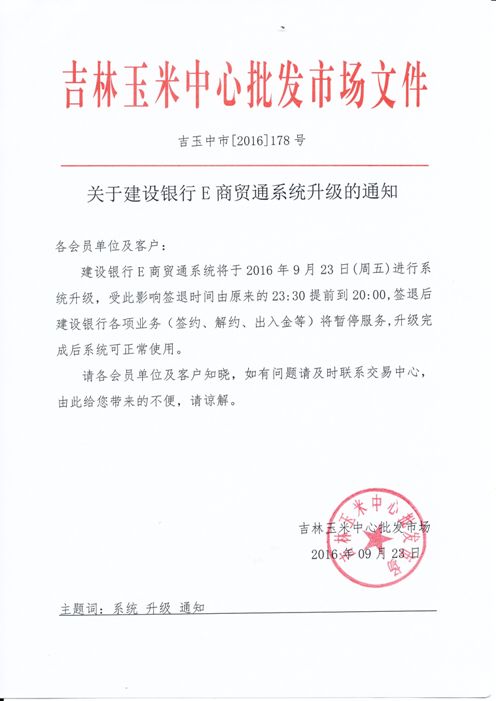 吉林玉米中心批发市场文件
吉玉中市[2016]178 号
关于建设银行 E 商贸通系统升级的通知
各会员单位及客户：
建设银行 E 商贸通系统将于 2016 年 9 月 23 日(周五)进行系
统升级，受此影响签退时间由原来的 23:30 提前到 20:00,签退后
建设银行各项业务（签约、解约、出入金等）将暂停服务,升级完
成后系统可正常使用。
请各会员单位及客户知晓，如有问题请及时联系交易中心，
由此给您带来的不便，请谅解。
吉林玉米中心批发市场
2016 年 09 月 23 日
吉林玉米中心批发市场
主题词：系统 升级 通知